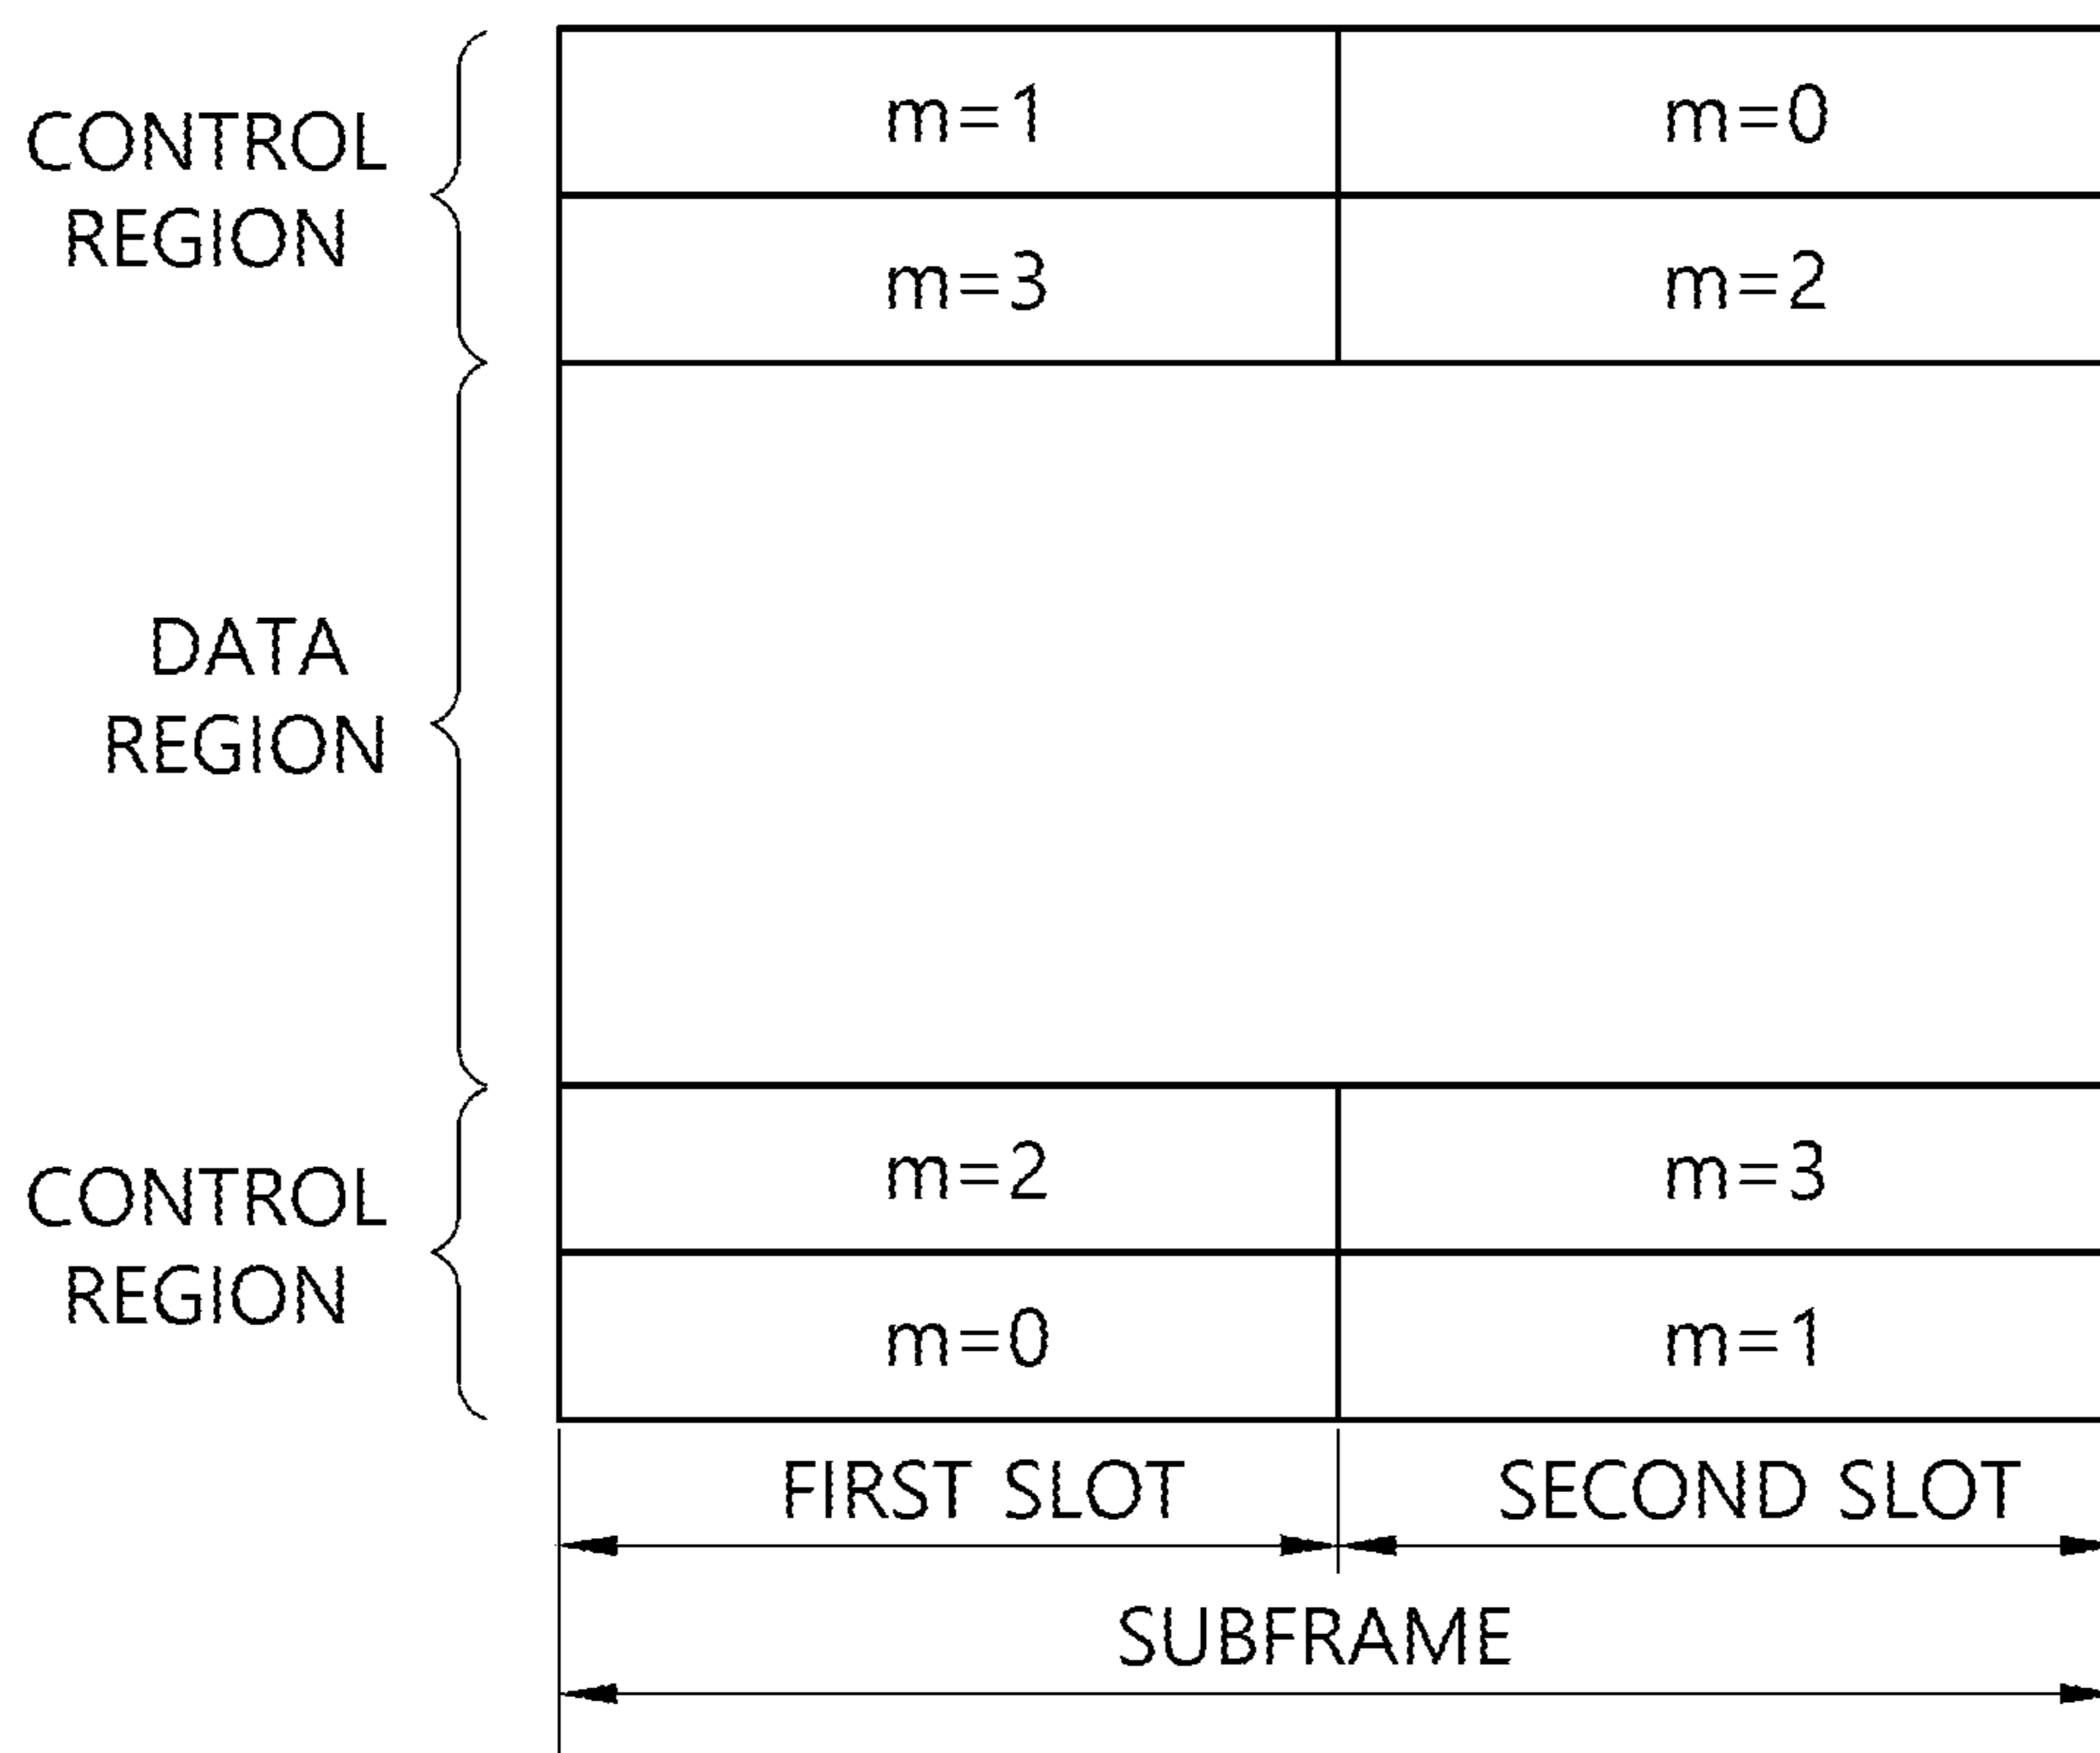 CONTROL
REGION
m=1 m=0
m=3 m=2
DATA
REGION
CONTROL
REGION
m=2 m=3
m=0 m=1
FIRST SLOT SECOND SLOT
SUBFRAME